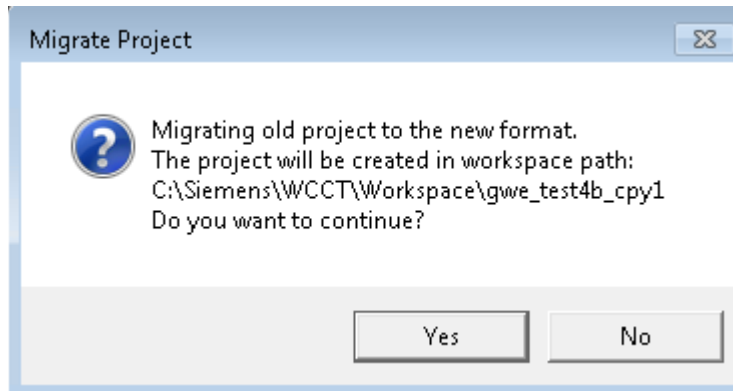 Migrate Project
Migrating old project to the new format.
The project will be created in workspace path:
C:\Siemens\WCCT\Workspace\gwe_test4b_cpy1
Do you want to continue?
Yes
No